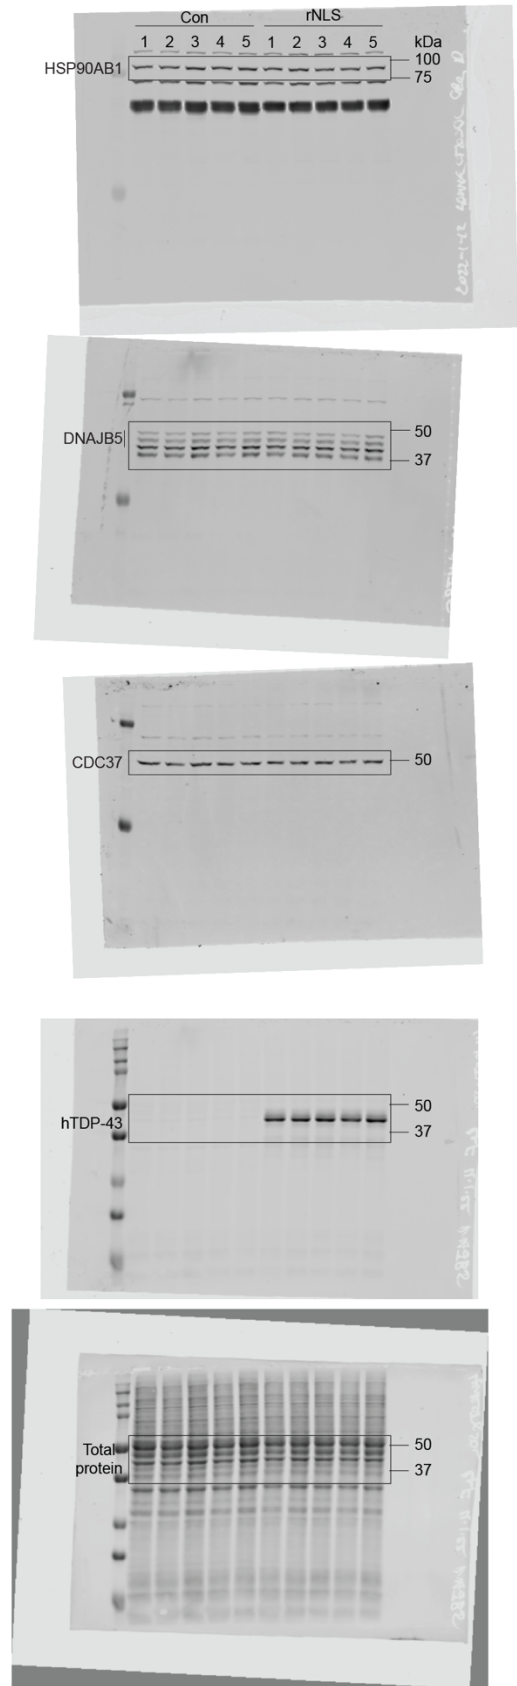 Con rNLS
1 2 3 4 5 1 2 3 4 5 kDa
HSP90AB1 100
75
DNAJB5 50
37
CDC37 50
hTDP-43 50
37
Total
protein 50
37